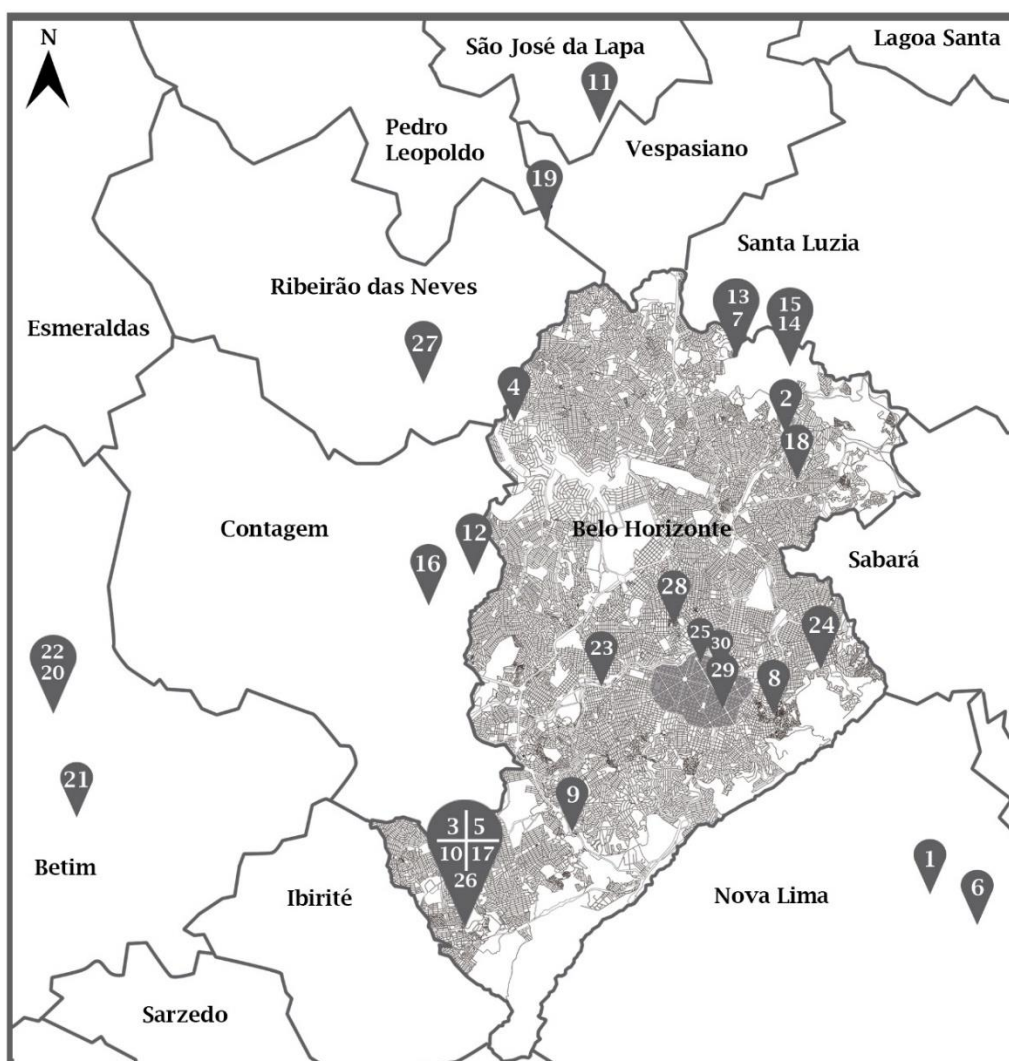 Lagoa Santa
N
São José da Lapa
11
Pedro
Leopoldo
Vespasiano
19
Santa Luzia
Ribeirão das Neves
13
7
15
14
Esmeraldas
27
4
2
18
Contagem
12
Belo Horizonte
Sabará
16
28
25
30
24
22
20
23
29
8
21
9
3 5
10 17
26
Betim
1
6
Ibirité
Nova Lima
Sarzedo